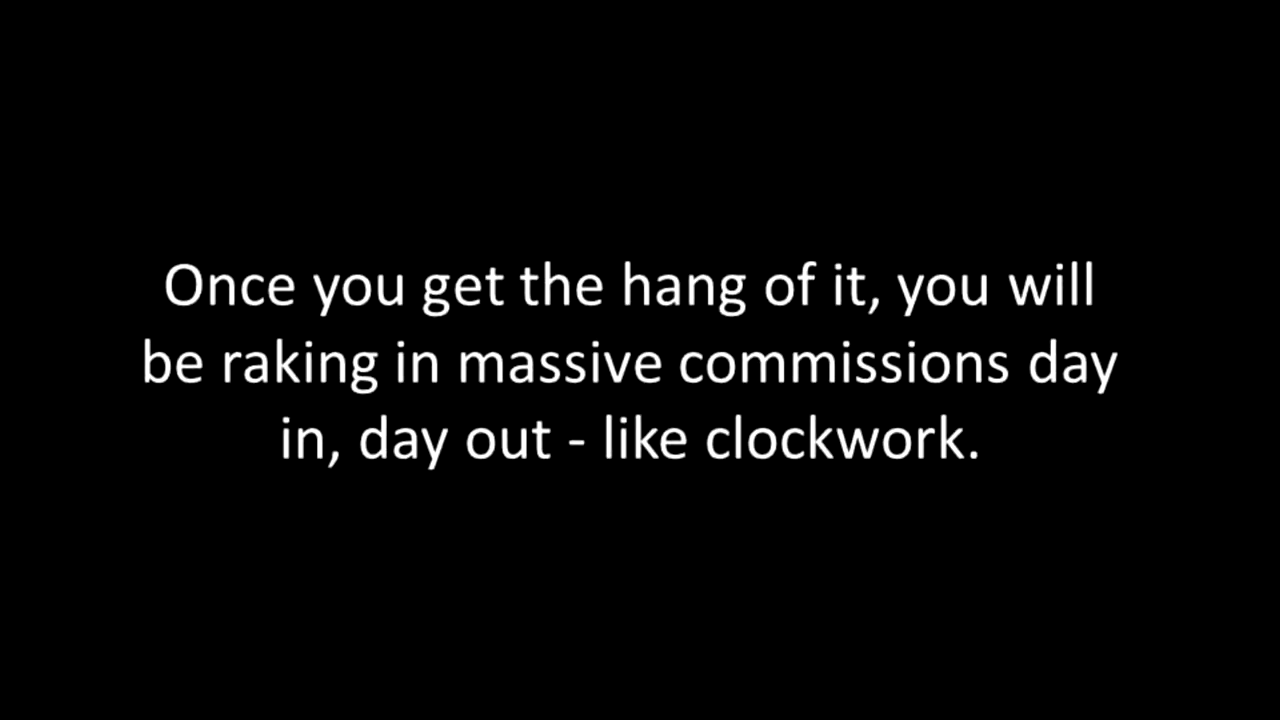 Once you get the hang of it, you will
be raking in massive commissions day
in, day out - like clockwork.